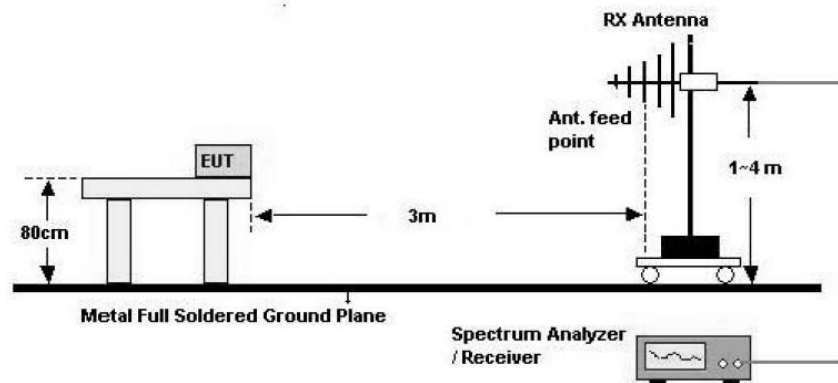 RX Antenna
Ant. feed
point
1~4 m
EUT
3m
80cm
Metal Full Soldered Ground Plane
Spectrum Analyzer
/ Receiver